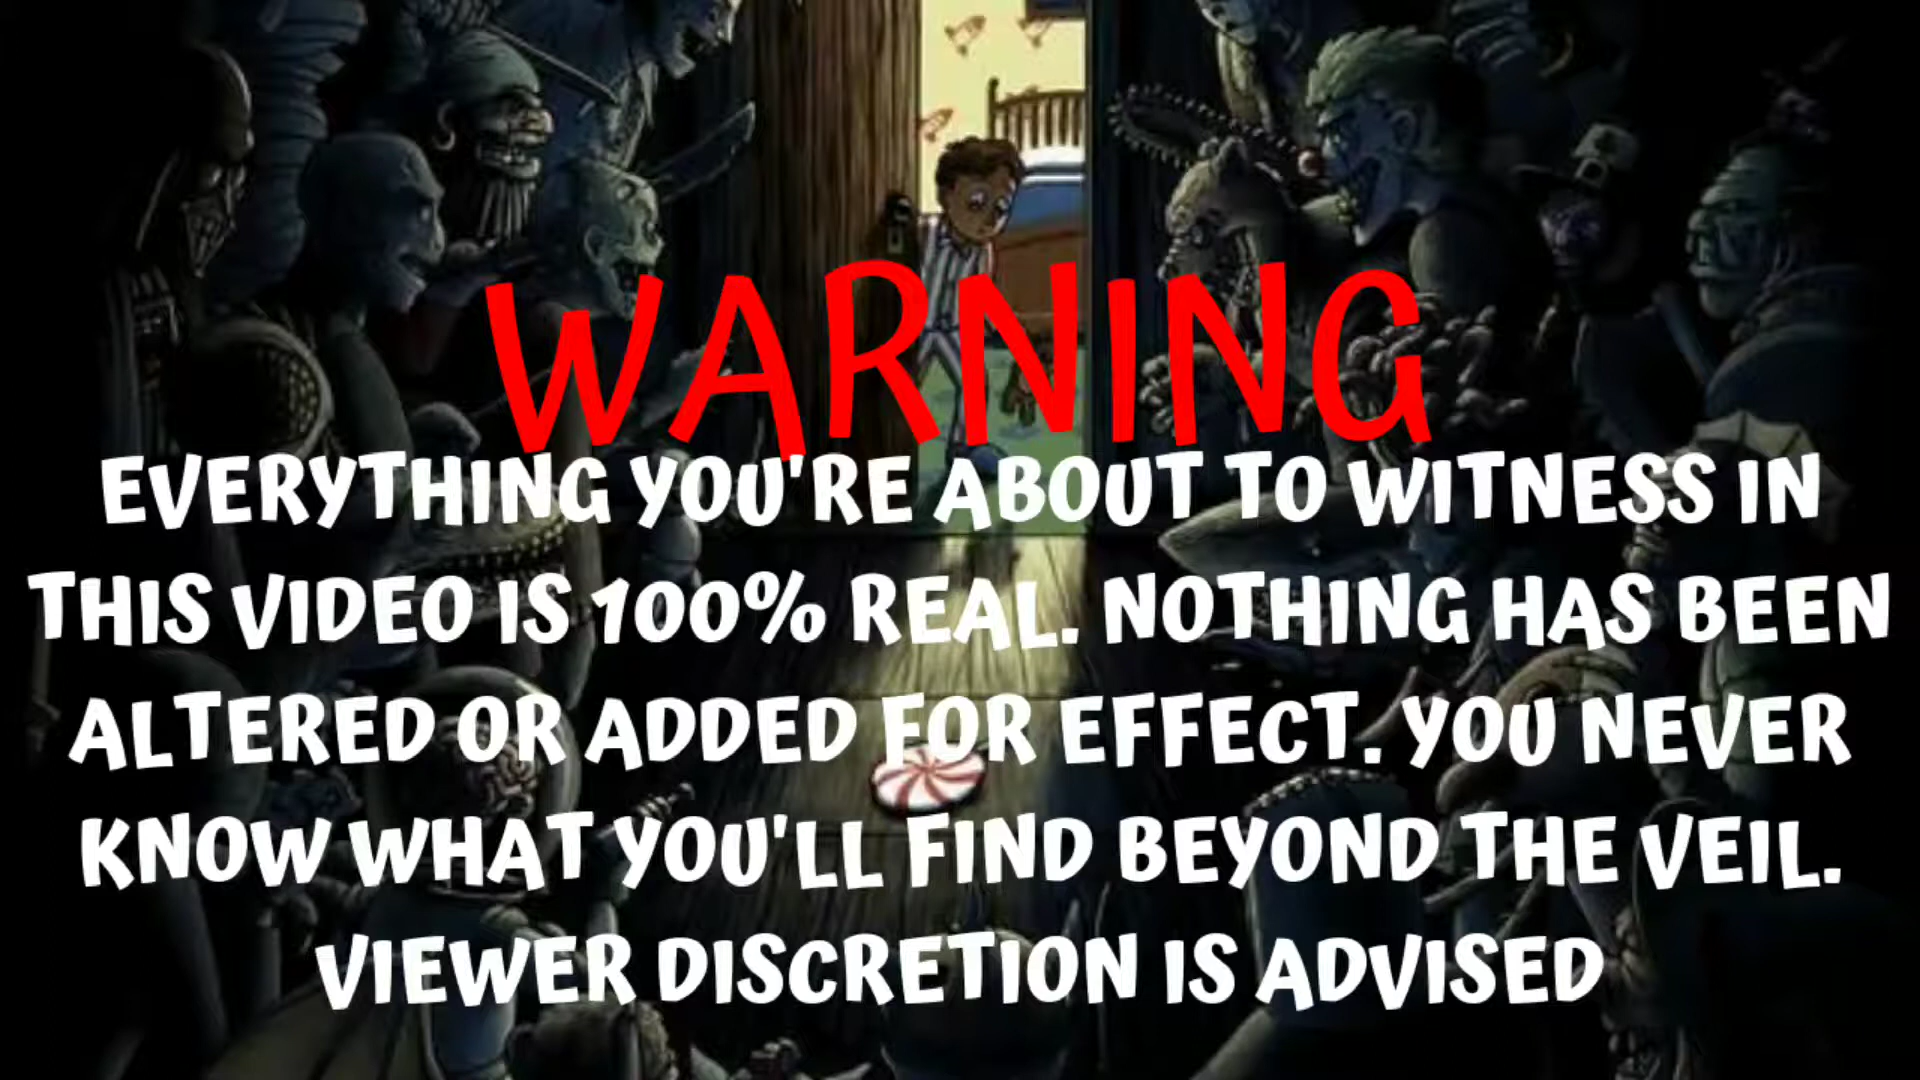 WARNING
EVERYTHING YOU'RE ABOUT TO WITNESS IN
THIS VIDEO IS 100% REAL. NOTHING HAS BEEN
ALTERED OR ADDED FOR EFFECT. YOU NEVER
KNOW WHAT YOU'LL FIND BEYOND THE VEIL.
VIEWER DISCRETION IS ADVISED